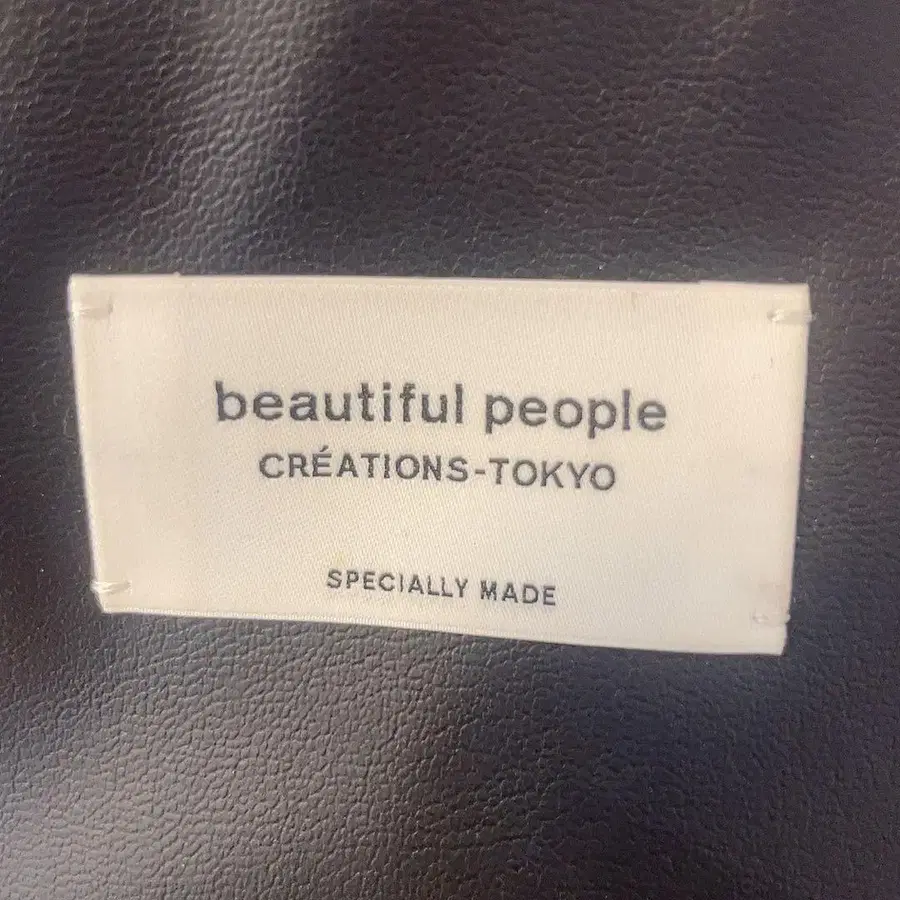 beautiful people
CRÉATIONS-TOKYO
SPECIALLY MADE